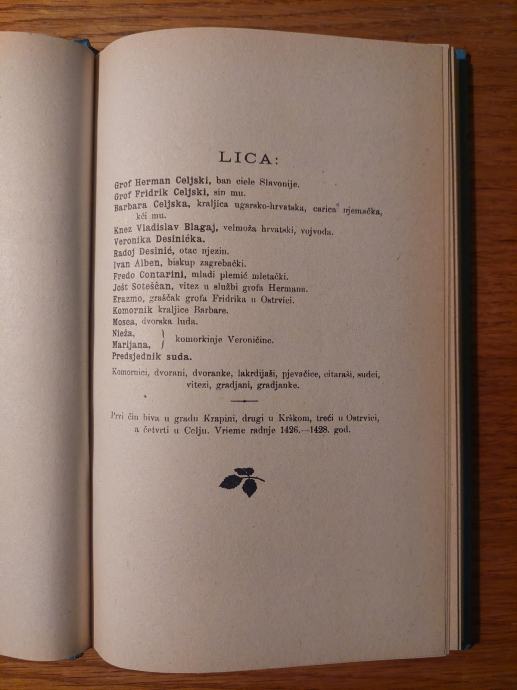 LICA:
Grof Herman Celjski, ban ciele Slavonije.
Grof Fridrik Celjski, sin mu.
Barbara Celjska, kraljica ugarsko-hrvatska, carica njemačka,
kći mu.
Knez Vladislav Blagaj, velmoža hrvatski, vojvoda.
Veronika Desinićka.
Radoj Desinić, otac njezin.
Ivan Alben, biskup zagrebački.
Fredo Contarini, mladi plemić mletački.
Jošt Soteščan, vitez u službi grofa Hermana.
Erazmo, graščak grofa Fridrika u Ostrvici.
Komornik kraljice Barbare.
Mosca, dvorska luda.
Nieža,
Marijana, } komorkinje Veroničine.
Predsjednik suda.
Komornici, dvorani, dvoranke, lakrdijaši, pjevačice, citaraši, sudci,
vitezi, gradjani, gradjanke.
Prvi čin biva u gradu Krapini, drugi u Krškom, treći u Ostrvici,
a četvrti u Celju. Vrieme radnje 1426.—1428. god.